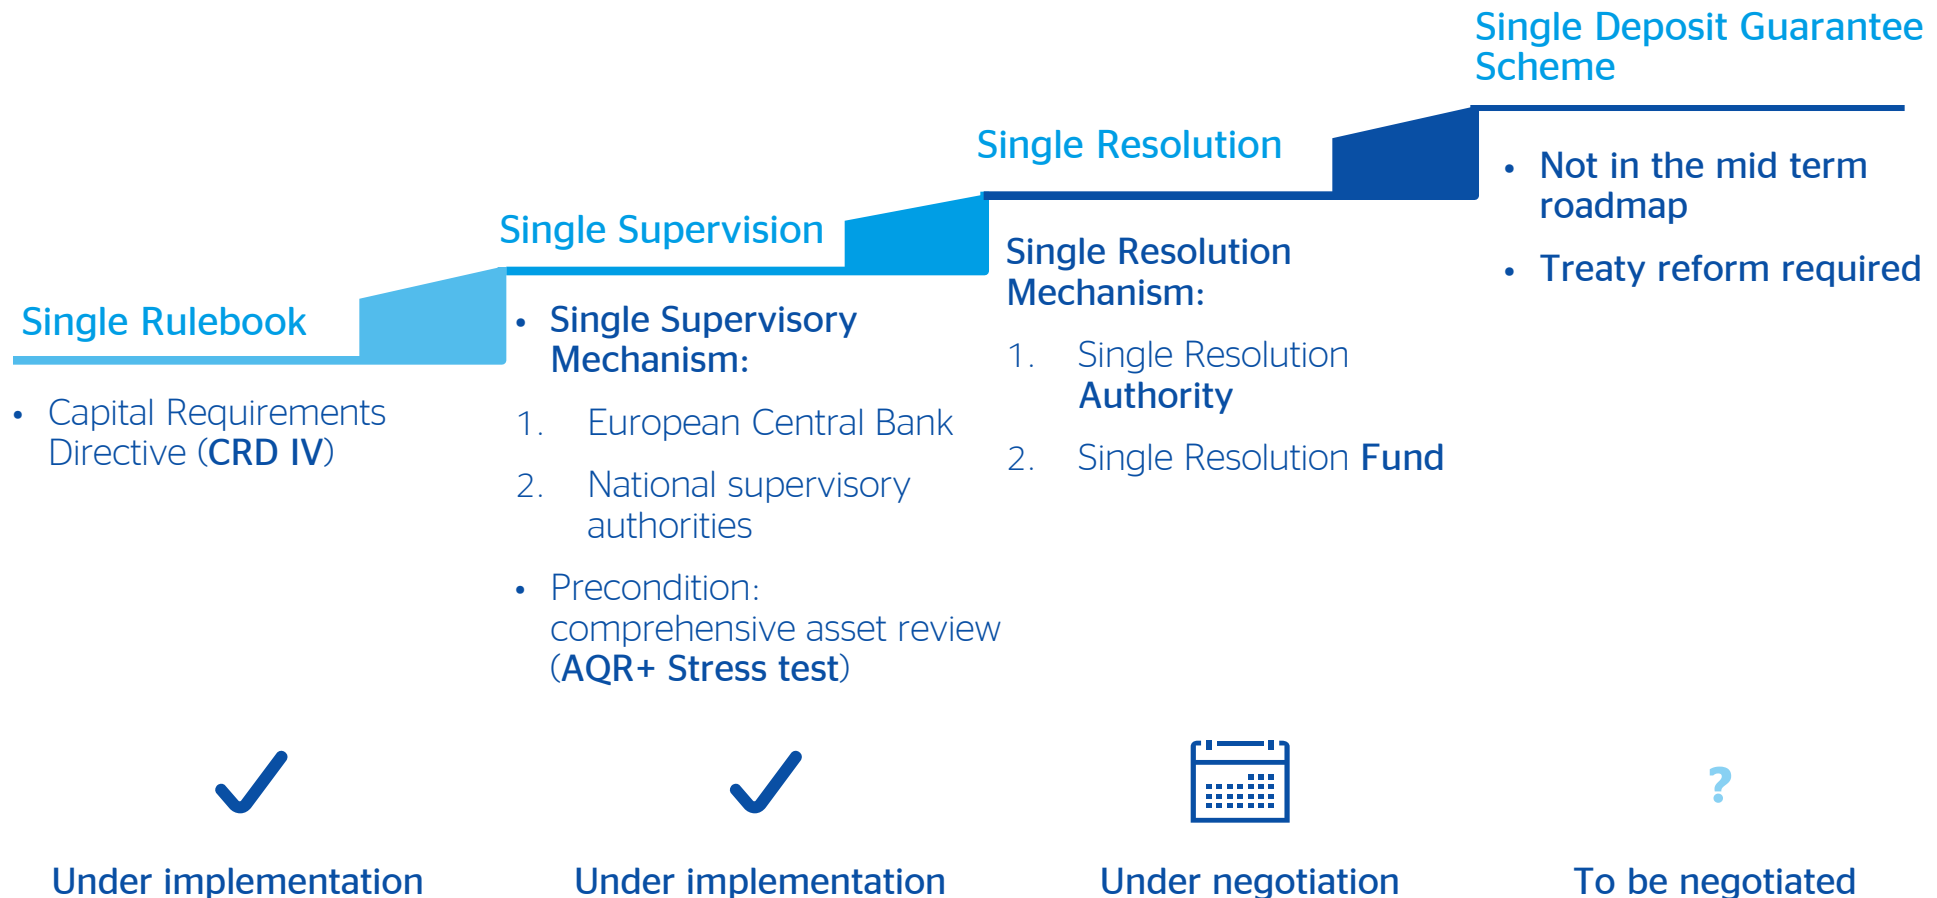 Single Rulebook
• Capital Requirements
Directive (CRD IV)
Under implementation
Single Supervision
• Single Supervisory
Mechanism:
1. European Central Bank
2. National supervisory
authorities
• Precondition:
comprehensive asset review
(AQR+ Stress test)
Under implementation
Single Resolution
Single Resolution
Mechanism:
1. Single Resolution
Authority
2. Single Resolution Fund
Under negotiation
Single Deposit Guarantee
Scheme
• Not in the mid term
roadmap
• Treaty reform required
?
To be negotiated